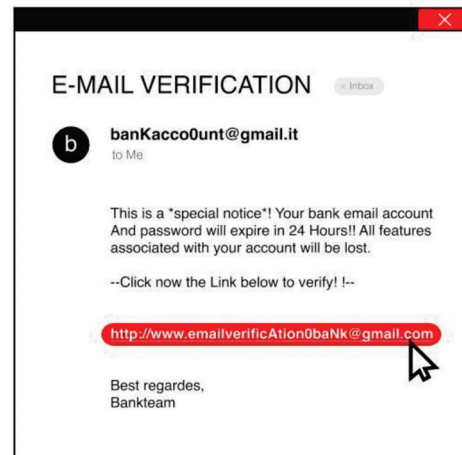 E-MAIL VERIFICATION × Inbox
b
banKacco0unt@gmail.it
to Me
This is a *special notice*! Your bank email account
And password will expire in 24 Hours!! All features
associated with your account will be lost.
--Click now the Link below to verify! !--
http://www.emailverificAtion0baNk@gmail.com
Best regardes,
Bankteam